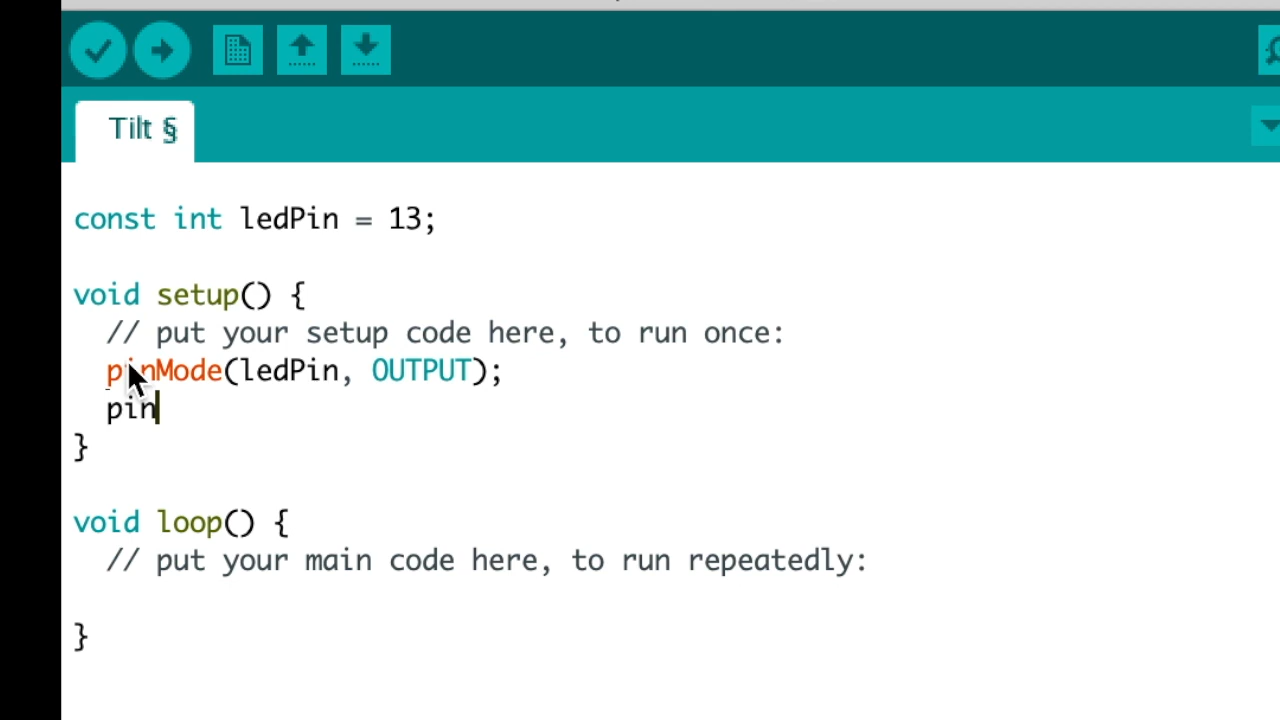 Tilt §
const int ledPin = 13;
void setup() {
// put your setup code here, to run once:
pinMode(ledPin, OUTPUT);
pin
}
void loop() {
// put your main code here, to run repeatedly:
}